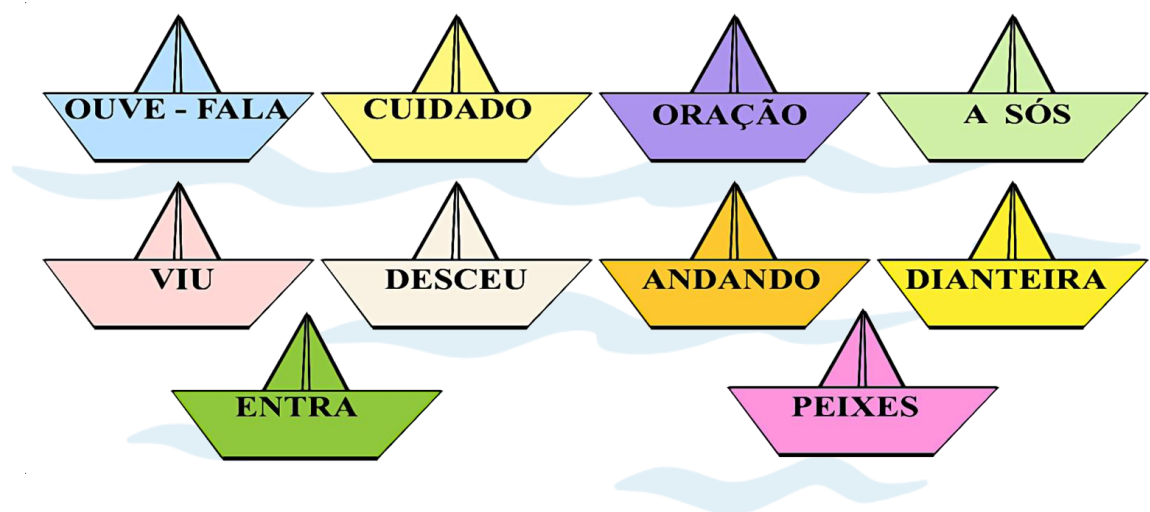 OUVE - FALA
CUIDADO
ORAÇÃO
A SÓS
VIU
DESCEU
ANDANDO
DIANTEIRA
ENTRA
PEIXES